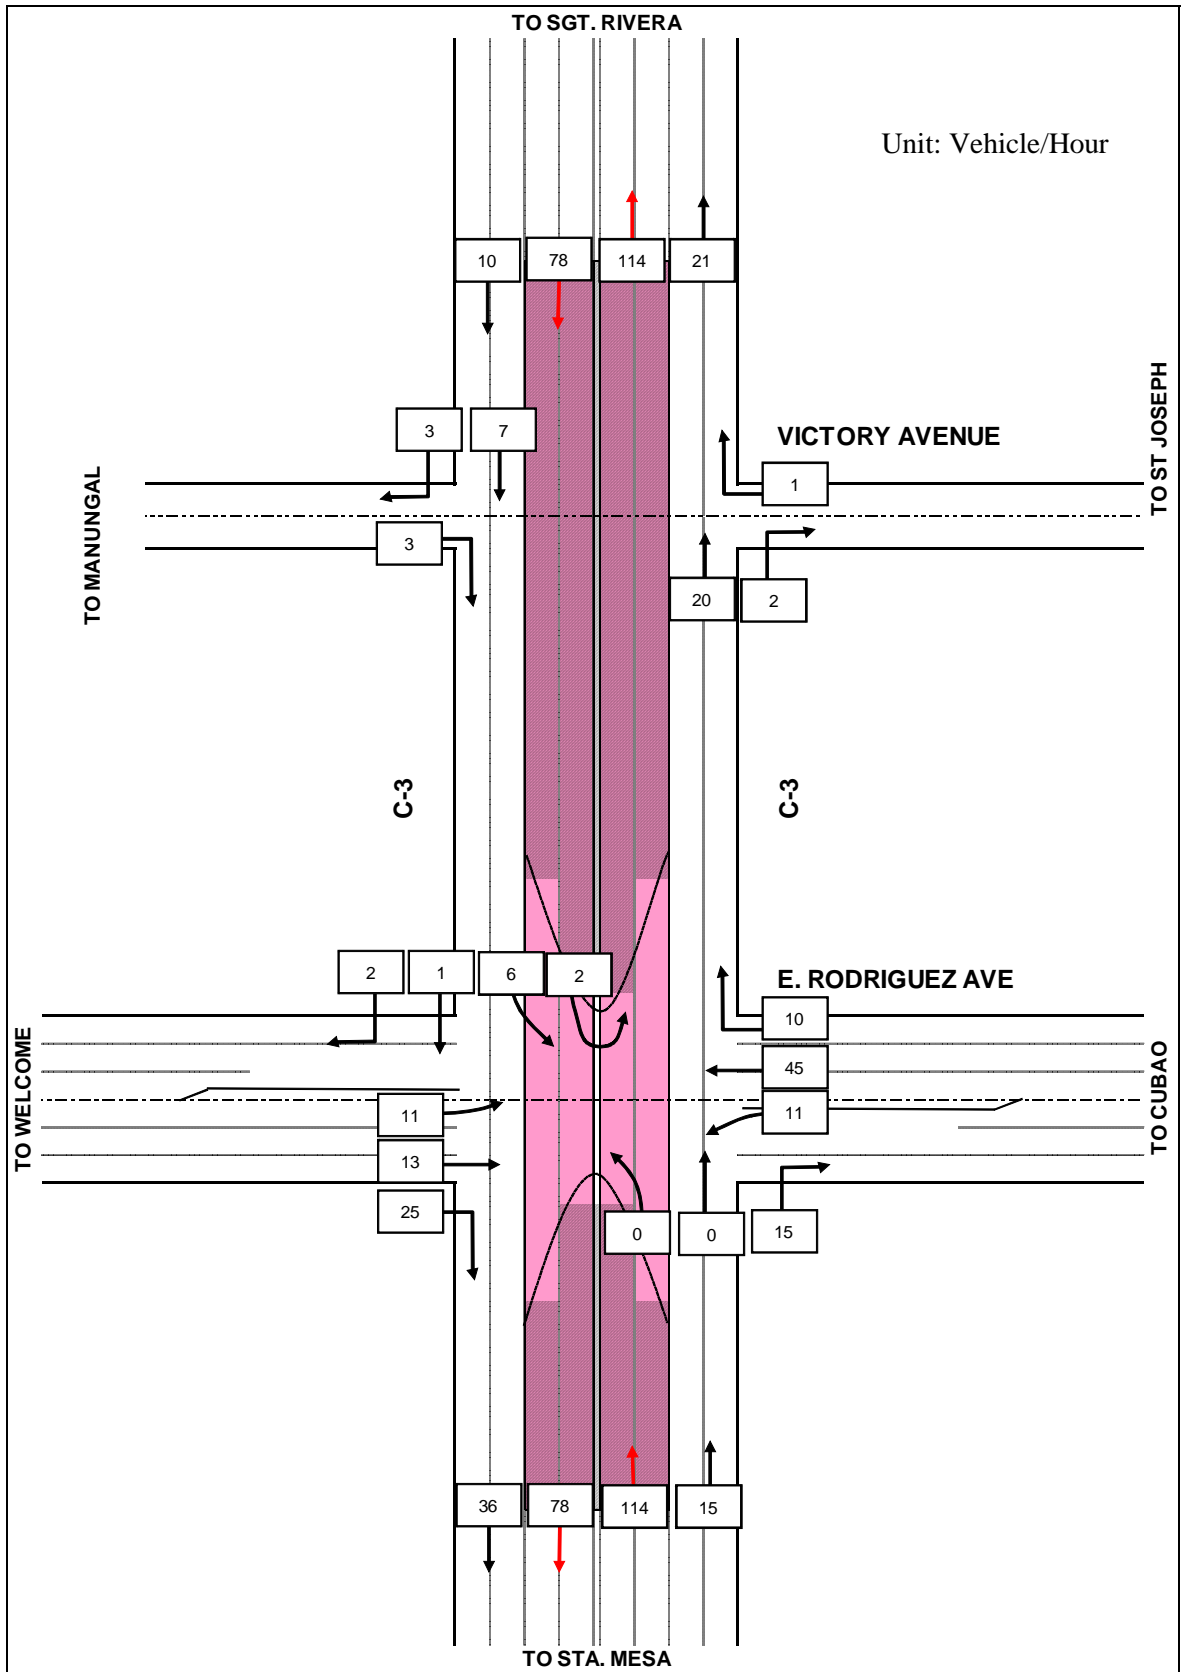 TO SGT. RIVERA
Unit: Vehicle/Hour
10 78 114 21
3 7
VICTORY AVENUE
1
TO ST JOSEPH
TO MANUNGAL
3
20 2
C-3
C-3
2 1 6 2
E. RODRIGUEZ AVE
10
45
11
TO WELCOME
TO CUBAO
11
13
25
0 0 15
36 78 114 15
TO STA. MESA